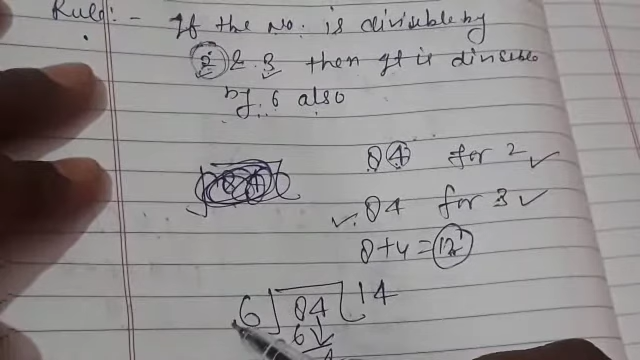 Rule:- If the No. is divisible by
2 & 3 then It is divisible
by 6 also
84 for 2 ✓
✓ 84 for 3 ✓
8+4=12
6 84 14
6